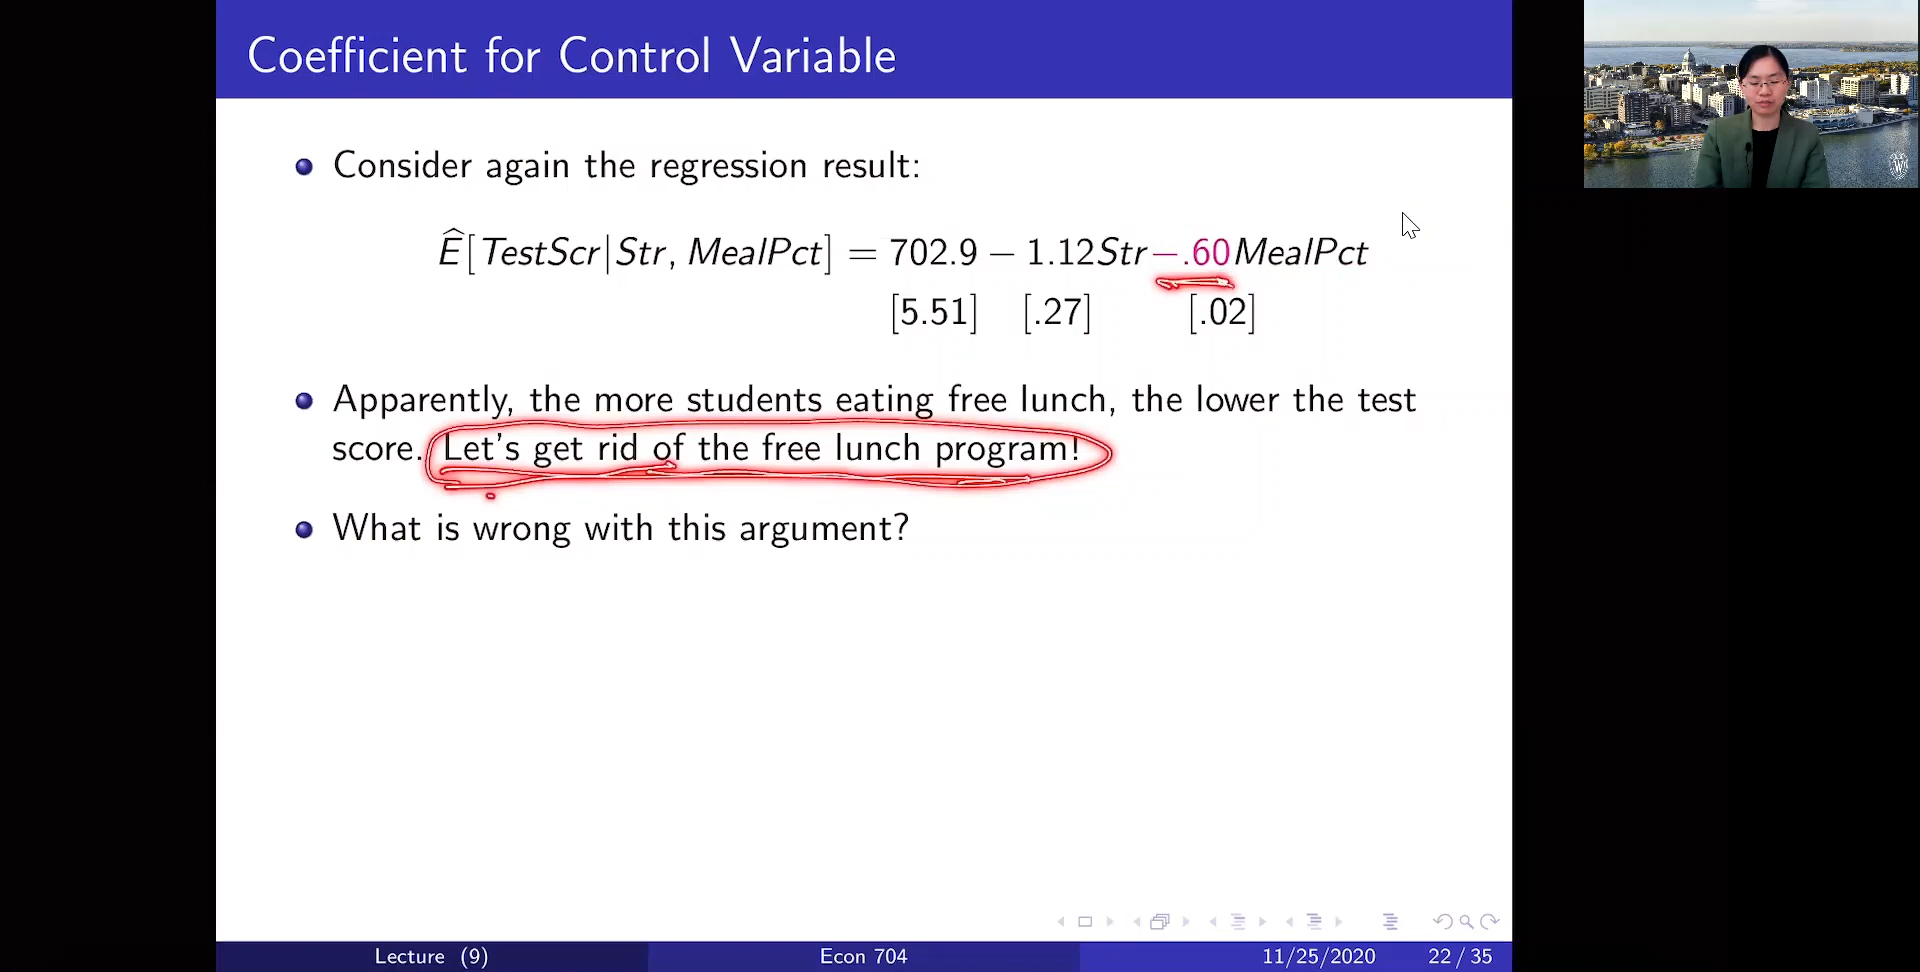 Coefficient for Control Variable
Consider again the regression result:
Ê[TestScr|Str, MealPct] = 702.9 − 1.12Str−.60MealPct
[5.51] [.27] [.02]
Apparently, the more students eating free lunch, the lower the test
score. Let's get rid of the free lunch program!
What is wrong with this argument?
Lecture (9) Econ 704 11/25/2020 22 / 35
W